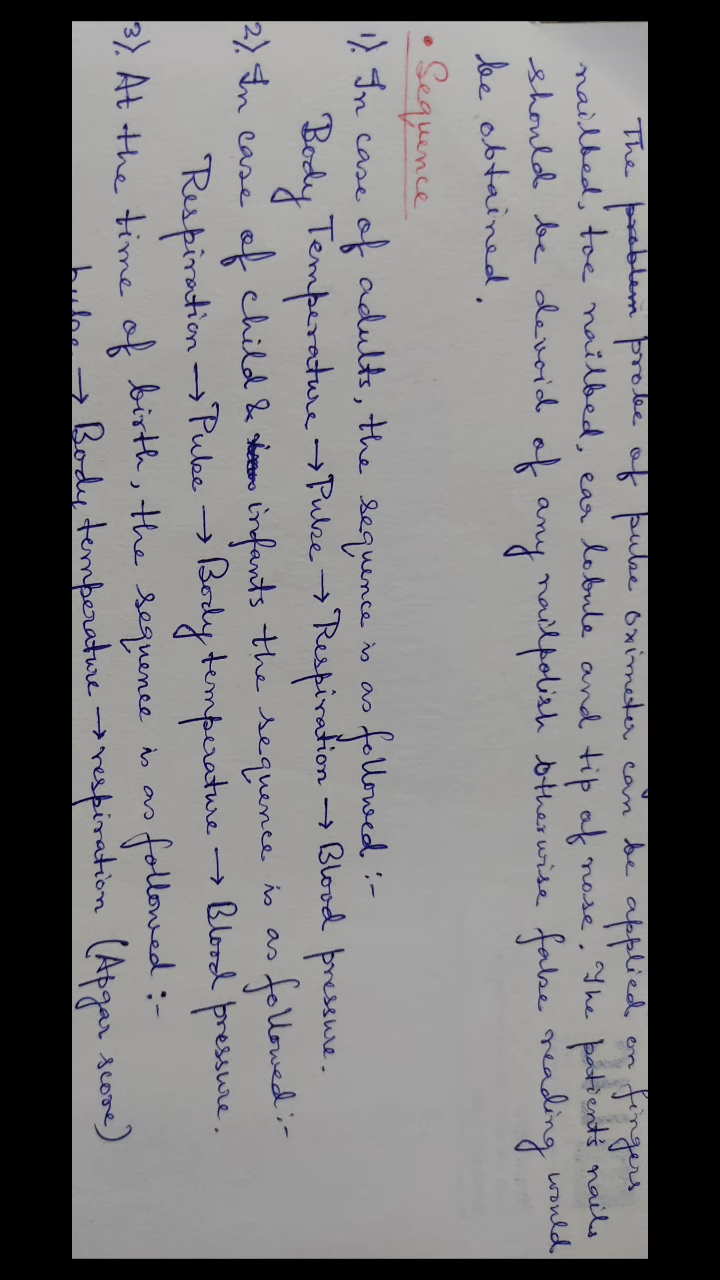 The problem probe of pulse oximeter can be applied on fingers
nailbed, toe nailbed, ear lobule and tip of nose. The patient's nails
should be devoid of any nailpolish otherwise false reading would
be obtained.
• Sequence
1). In case of adults, the sequence is as followed :-
Body Temperature → Pulse → Respiration → Blood pressure.
2). In case of child & infants the sequence is as followed :-
Respiration → Pulse → Body temperature → Blood pressure.
3). At the time of birth, the sequence is as followed :-
pulse → Body temperature → respiration (Apgar score)